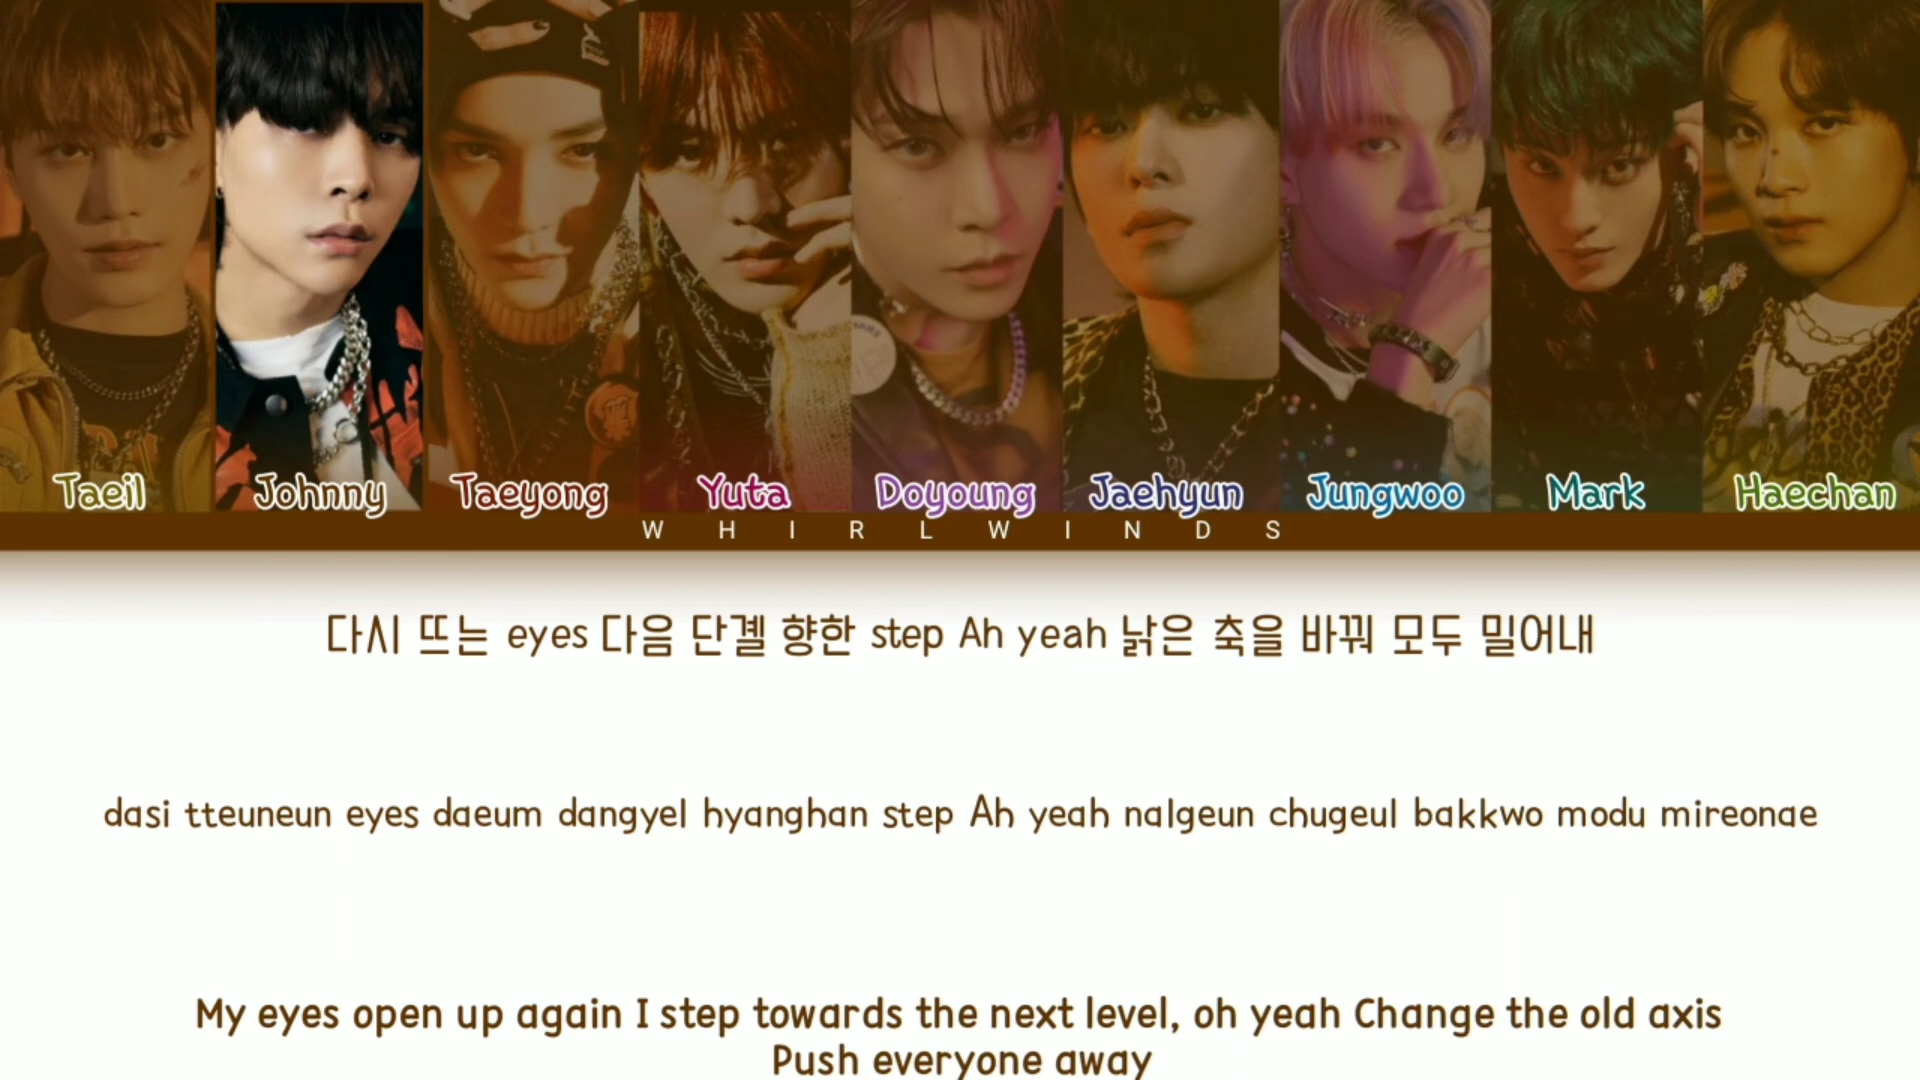 Taeil Johnny Taeyong Yuta Doyoung Jaehyun Jungwoo Mark Haechan
WHIRLWINDS
다시 뜨는 eyes 다음 단곌 향한 step Ah yeah 낡은 축을 바꿔 모두 밀어내
dasi tteuneun eyes daeum dangyel hyanghan step Ah yeah nalgeun chugeul bakkwo modu mireonae
My eyes open up again I step towards the next level, oh yeah Change the old axis
Push everyone away